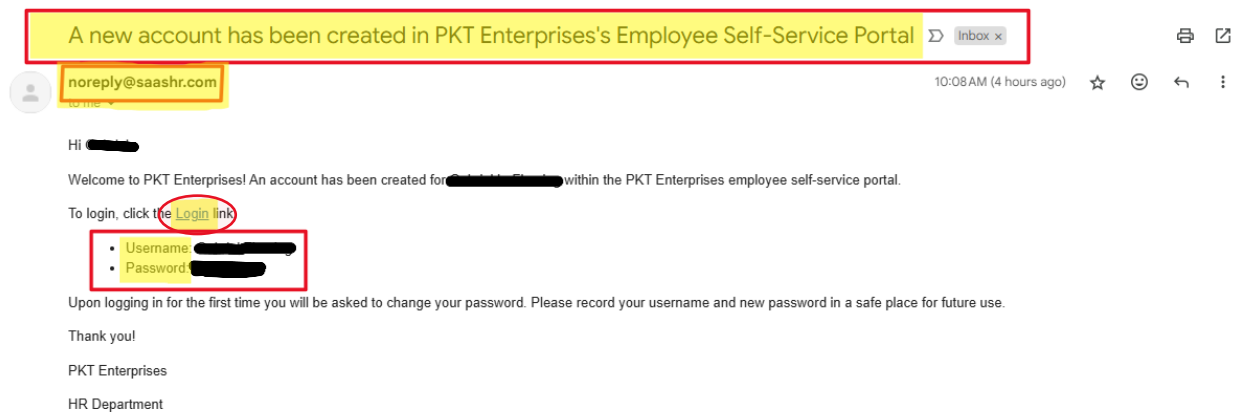 A new account has been created in PKT Enterprises's Employee Self-Service Portal Inbox ×
noreply@saashr.com 10:08 AM (4 hours ago)
to me
Hi
Welcome to PKT Enterprises! An account has been created for within the PKT Enterprises employee self-service portal.
To login, click the Login link
Username:
Password:
Upon logging in for the first time you will be asked to change your password. Please record your username and new password in a safe place for future use.
Thank you!
PKT Enterprises
HR Department